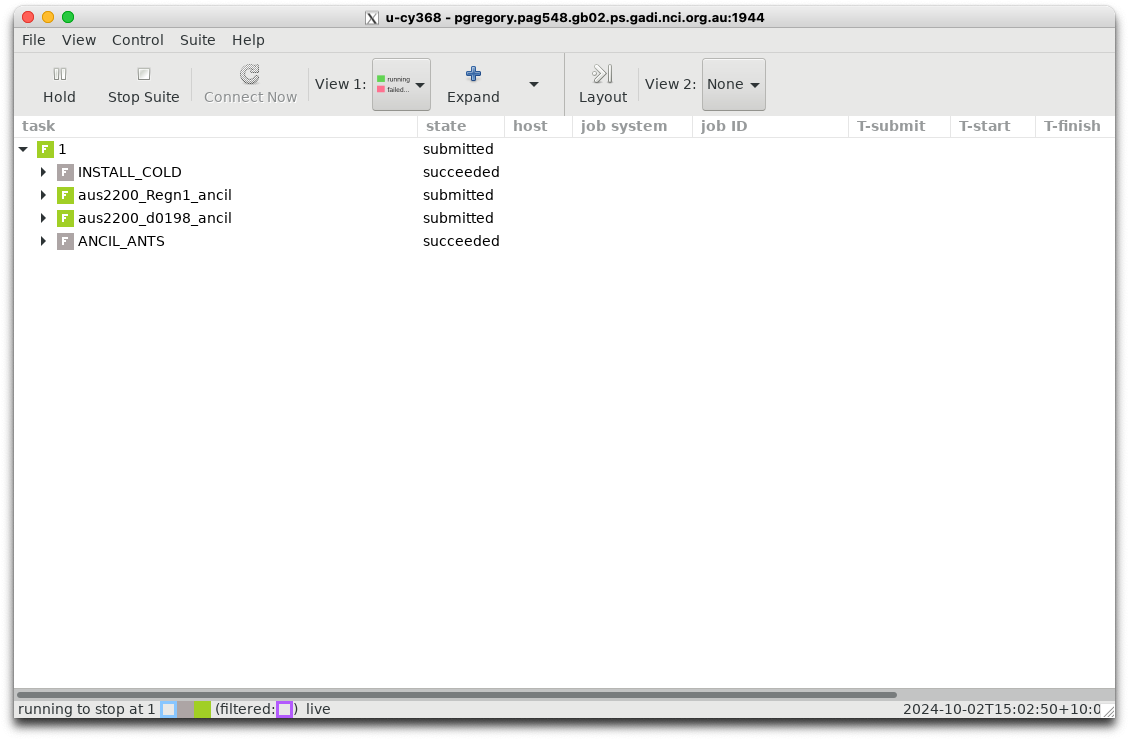 u-cy368 - pgregory.pag548.gb02.ps.gadi.nci.org.au:1944
File View Control Suite Help
Hold Stop Suite Connect Now View 1: running failed... Expand Layout View 2: None
task state host job system job ID T-submit T-start T-finish
F 1 submitted
F INSTALL_COLD succeeded
F aus2200_Regn1_ancil submitted
F aus2200_d0198_ancil submitted
F ANCIL_ANTS succeeded
running to stop at 1 (filtered: ) live 2024-10-02T15:02:50+10:0